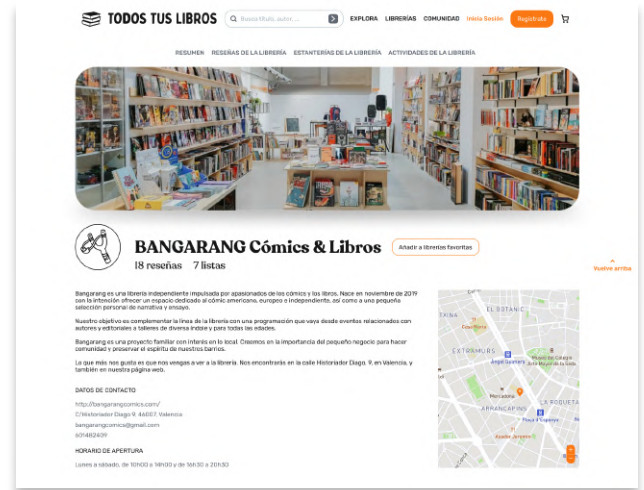 TODOS TUS LIBROS
Busca título, autor, ...
EXPLORA LIBRERÍAS COMUNIDAD Inicia Sesión Regístrate
RESUMEN RESEÑAS DE LA LIBRERÍA ESTANTERÍAS DE LA LIBRERÍA ACTIVIDADES DE LA LIBRERÍA
BANGARANG Cómics & Libros
Añadir a librerías favoritas
18 reseñas 7 listas
Vuelve arriba
Bangarang es una librería independiente impulsada por apasionados de los cómics y los libros. Nace en noviembre de 2019
con la intención ofrecer un espacio dedicado al cómic americano, europeo e independiente, así como a una pequeña
selección personal de narrativa y ensayo.
Nuestro objetivo es complementar la línea de la librería con una programación que vaya desde eventos relacionados con
autores y editoriales a talleres de diversa índole y para todas las edades.
Bangarang es un proyecto familiar con interés en lo local. Creemos en la importancia del pequeño negocio para hacer
comunidad y preservar el espíritu de nuestros barrios.
Lo que más nos gusta es que nos vengas a ver a la librería. Nos encontrarás en la calle Historiador Diago, 9, en Valencia, y
también en nuestra página web.
DATOS DE CONTACTO
http://bangarangcomics.com/
C/Historiador Diago 9, 46007, Valencia
bangarangcomics@gmail.com
601482409
HORARIO DE APERTURA
Lunes a sábado, de 10h00 a 14h00 y de 16h30 a 20h30
EL BOTÀNIC
EXTRAMURS
Àngel Guimerà
Mercadona
LA ROQUETA
ARRANCAPINS
Plaça d'Espanya